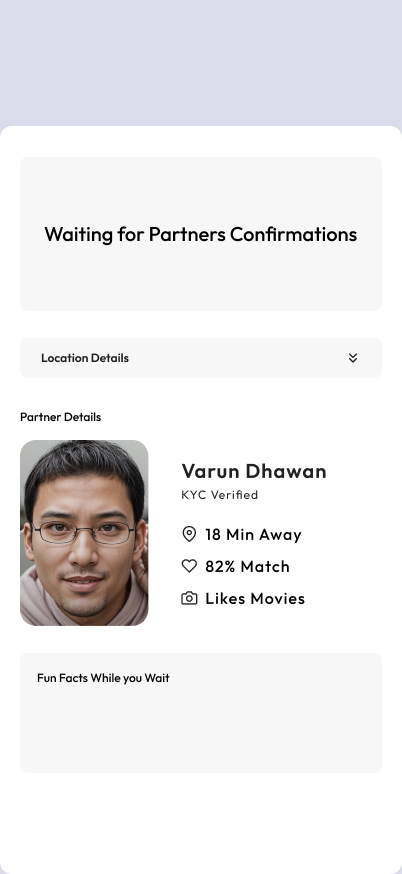 Waiting for Partners Confirmations
Location Details
Partner Details
Varun Dhawan
KYC Verified
18 Min Away
82% Match
Likes Movies
Fun Facts While you Wait